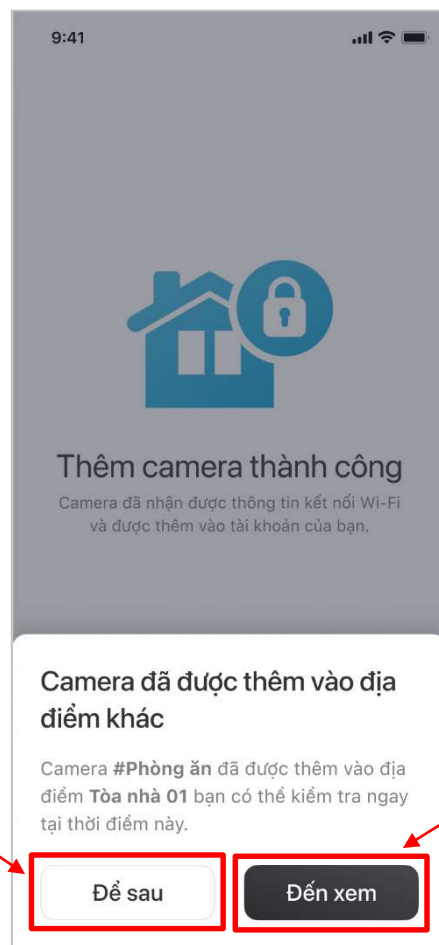 9:41
Thêm camera thành công
Camera đã nhận được thông tin kết nối Wi-Fi
và được thêm vào tài khoản của bạn.
Camera đã được thêm vào địa
điểm khác
Camera #Phòng ăn đã được thêm vào địa
điểm Tòa nhà 01 bạn có thể kiểm tra ngay
tại thời điểm này.
Để sau
Đến xem